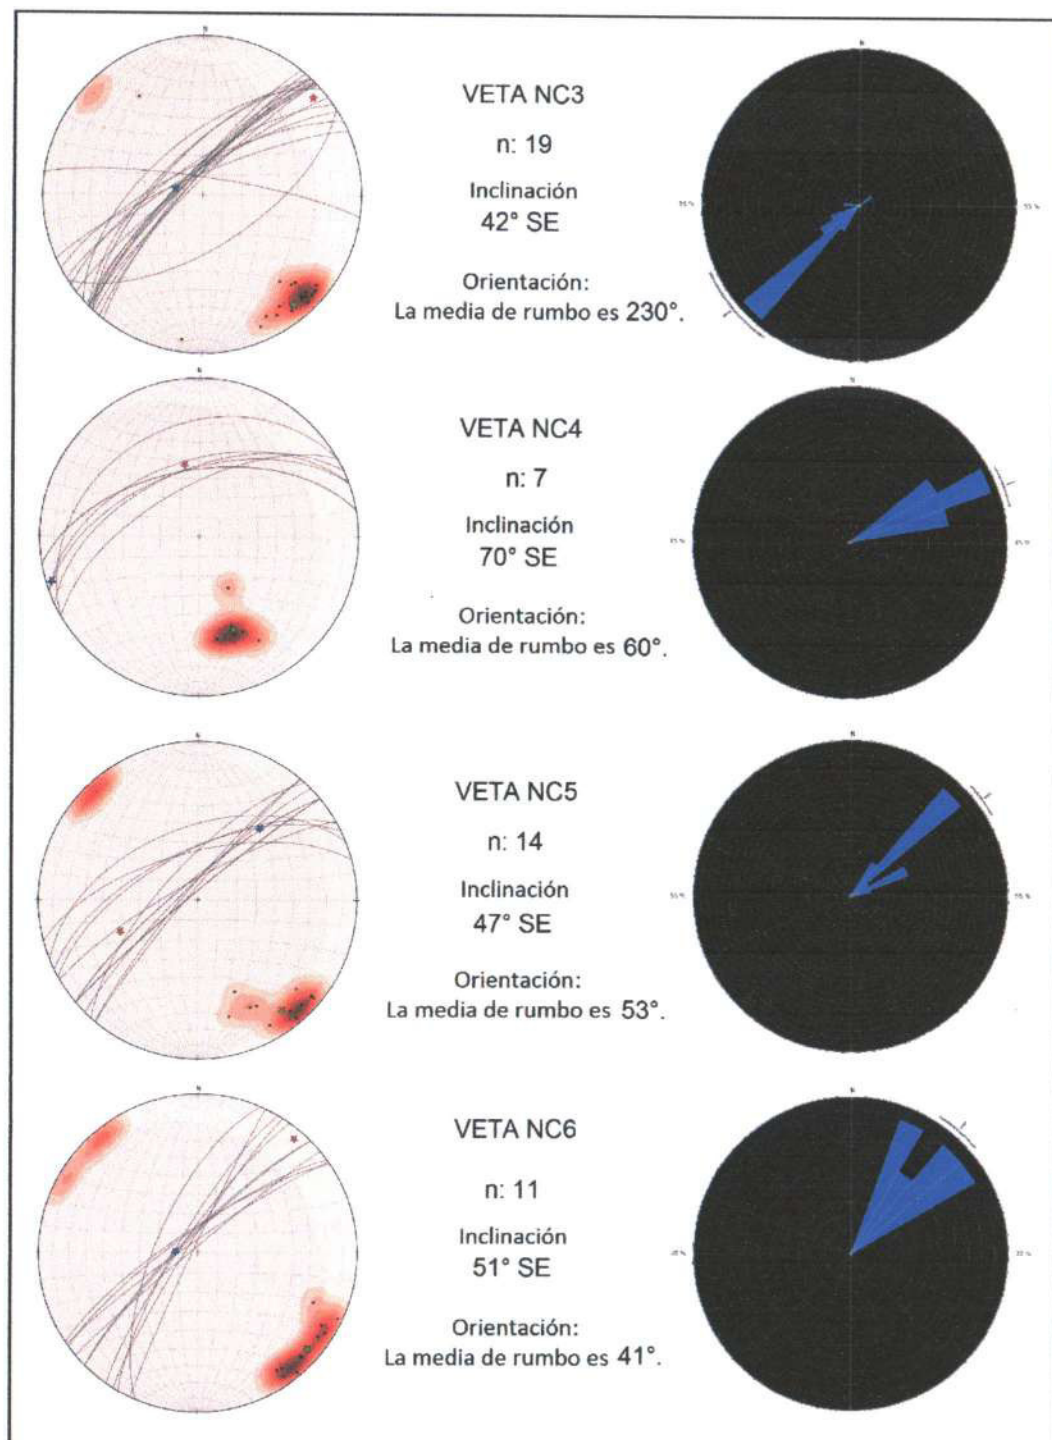 VETA NC3
n: 19
Inclinación
42° SE
Orientación:
La media de rumbo es 230°.
VETA NC4
n: 7
Inclinación
70° SE
Orientación:
La media de rumbo es 60°.
VETA NC5
n: 14
Inclinación
47° SE
Orientación:
La media de rumbo es 53°.
VETA NC6
n: 11
Inclinación
51° SE
Orientación:
La media de rumbo es 41°.